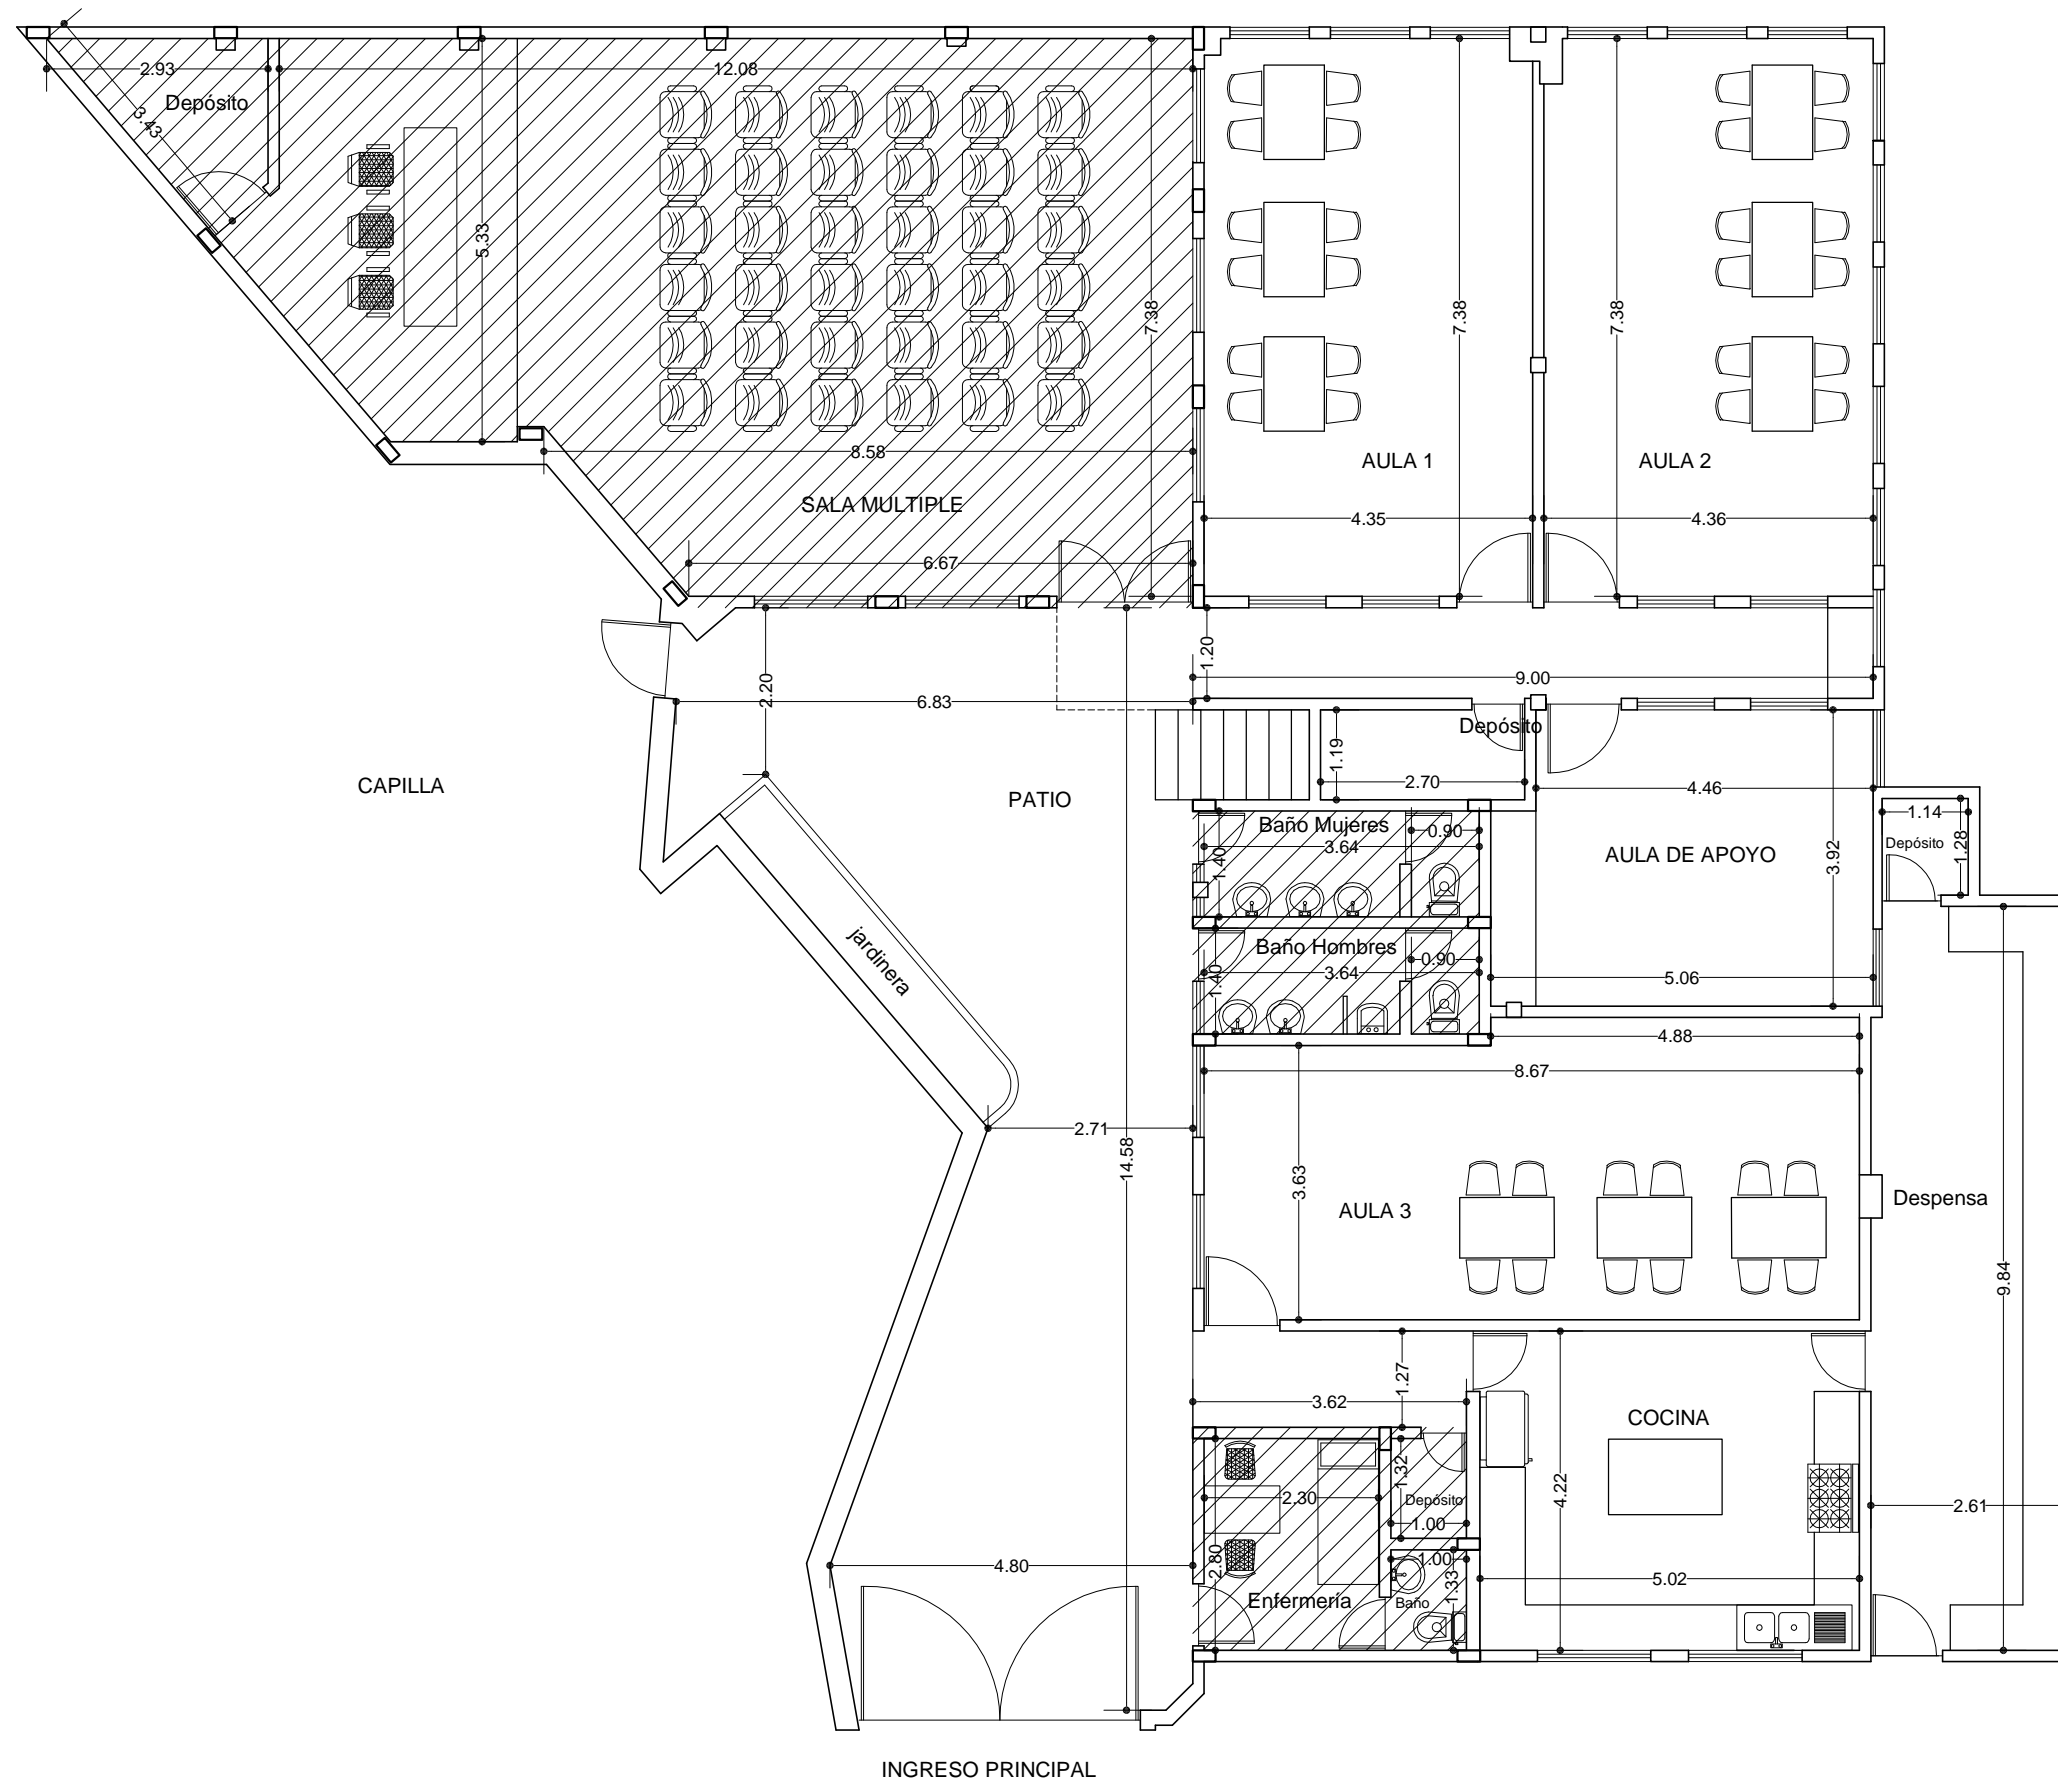 2.93
12.08
Depósito
3.43
5.33
7.38
7.38
7.38
8.58
AULA 1
AULA 2
SALA MULTIPLE
4.35
4.36
6.67
1.20
9.00
2.20
6.83
Depósito
1.19
2.70
4.46
CAPILLA
PATIO
1.14
Baño Mujeres
0.90
3.64
1.40
AULA DE APOYO
3.92
Depósito
1.28
jardinera
Baño Hombres
0.90
3.64
1.40
5.06
4.88
8.67
2.71
14.58
3.63
AULA 3
Despensa
9.84
1.27
3.62
COCINA
1.32
2.30
Depósito
4.22
2.61
1.00
4.80
2.80
1.00
1.33
5.02
Enfermería
Baño
INGRESO PRINCIPAL